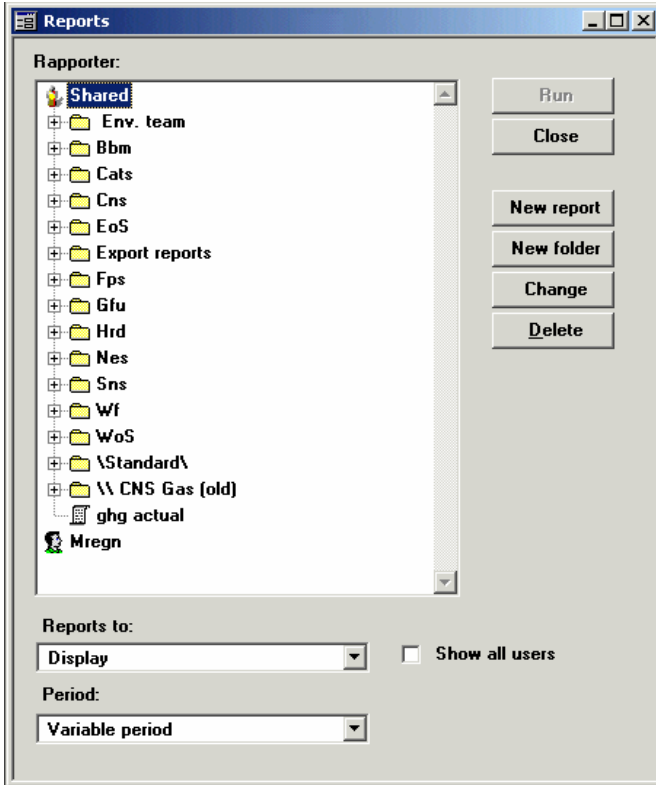 Reports
Rapporter:
Shared
Env. team
Bbm
Cats
Cns
EoS
Export reports
Fps
Gfu
Hrd
Nes
Sns
Wf
WoS
\Standard\
\\ CNS Gas (old)
ghg actual
Mregn
Run
Close
New report
New folder
Change
Delete
Reports to:
Display
Show all users
Period:
Variable period